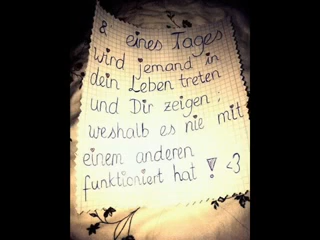 & eines Tages
wird jemand in
dein Leben treten
und Dir zeigen,
weshalb es nie mit
einem anderen
funktioniert hat ! <3